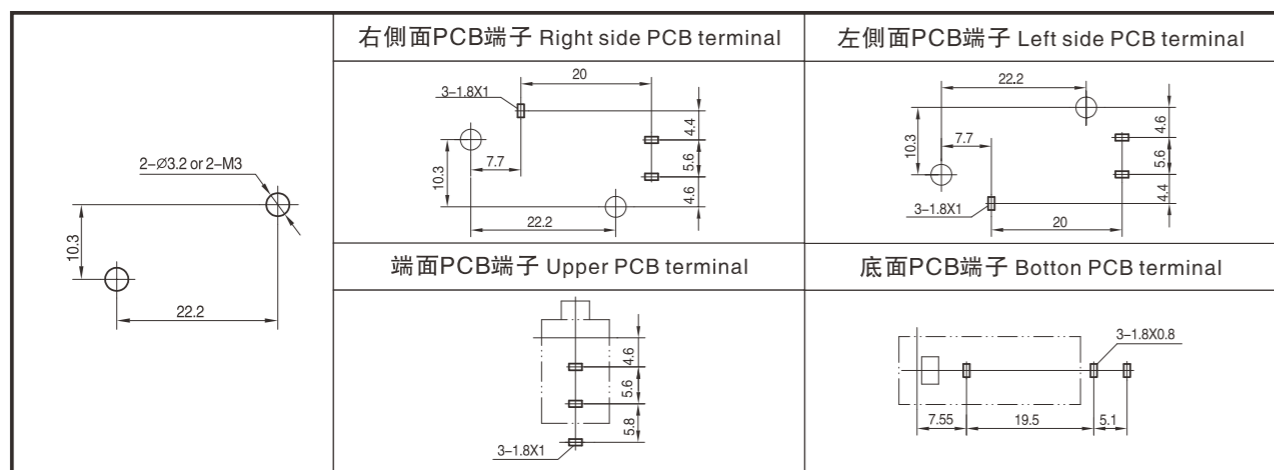 右側面PCB端子 Right side PCB terminal
左側面PCB端子 Left side PCB terminal
2-Ø3.2 or 2-M3
10.3
22.2
3-1.8X1
20
4.4
5.6
4.6
7.7
10.3
22.2
22.2
10.3
7.7
3-1.8X1
4.6
5.6
4.4
20
端面PCB端子 Upper PCB terminal
底面PCB端子 Botton PCB terminal
4.6
5.6
5.8
3-1.8X1
3-1.8X0.8
7.55
19.5
5.1